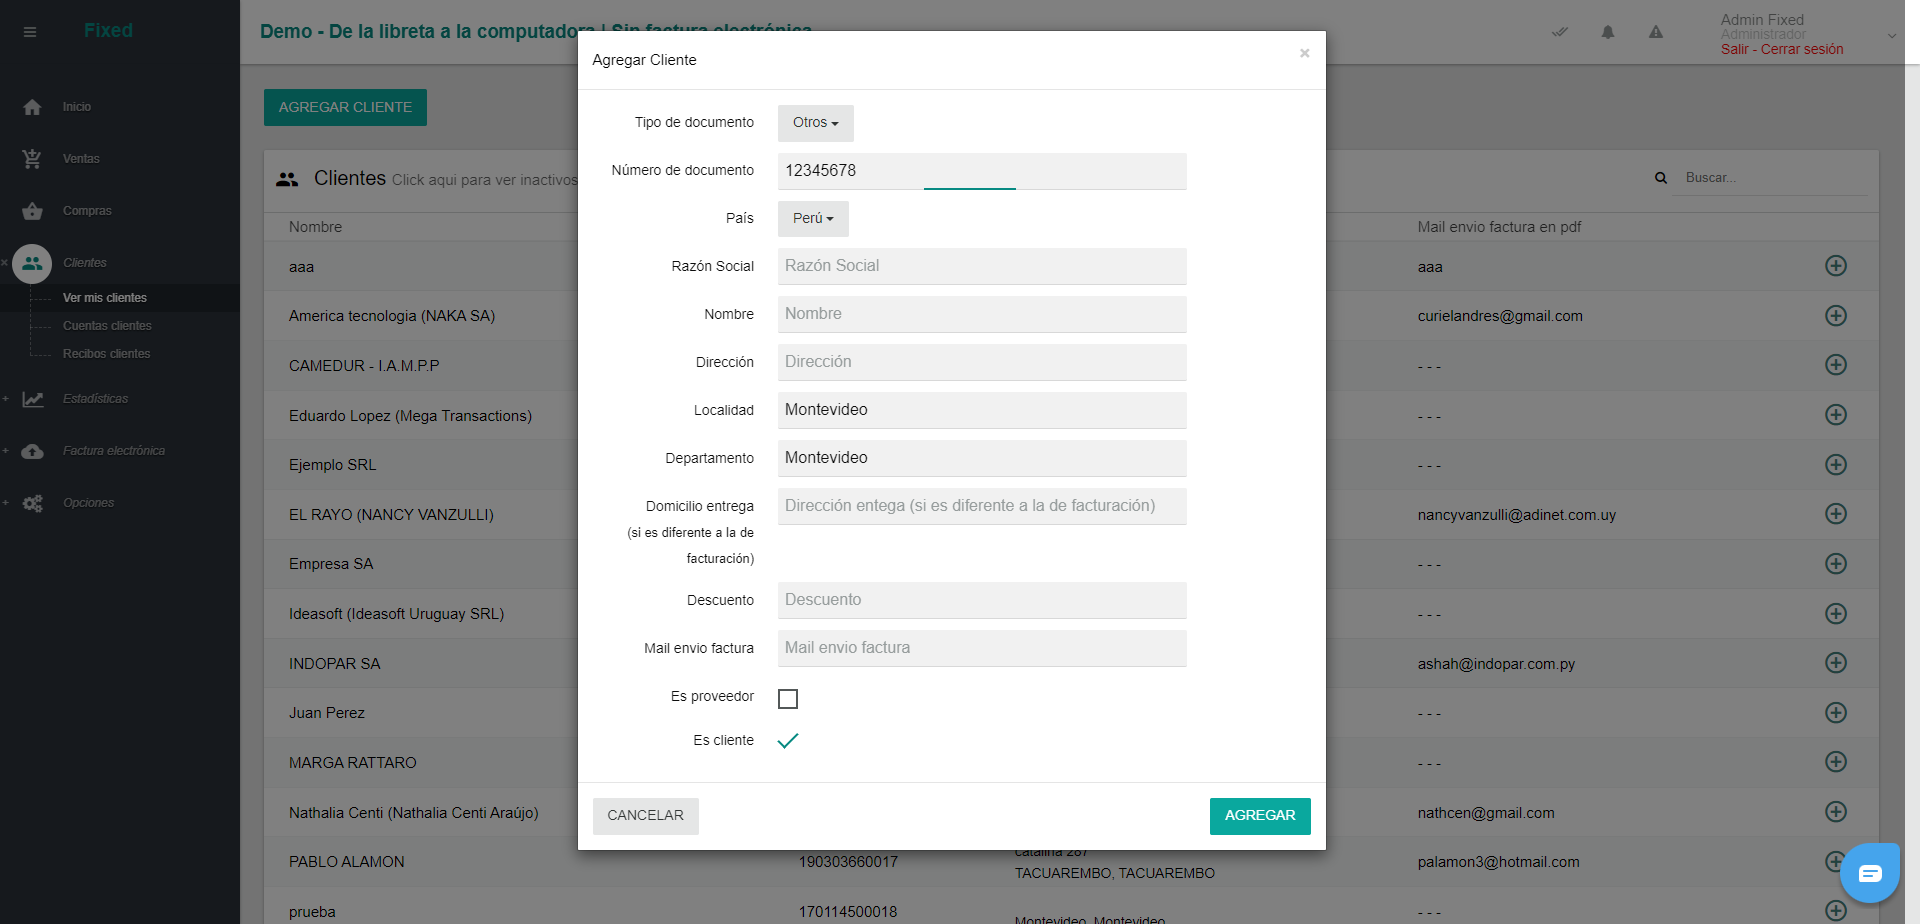 Fixed
Demo - De la libreta a la computadora | Sin factura electrónica
Admin Fixed
Administrador
Salir - Cerrar sesión
Inicio
Ventas
Compras
Clientes
Ver mis clientes
Cuentas clientes
Recibos clientes
Estadísticas
Factura electrónica
Opciones
AGREGAR CLIENTE
Clientes Click aqui para ver inactivos
Buscar...
Nombre
Mail envio factura en pdf
aaa
aaa
America tecnologia (NAKA SA)
curielandres@gmail.com
CAMEDUR - I.A.M.P.P
- - -
Eduardo Lopez (Mega Transactions)
- - -
Ejemplo SRL
- - -
EL RAYO (NANCY VANZULLI)
nancyvanzulli@adinet.com.uy
Empresa SA
- - -
Ideasoft (Ideasoft Uruguay SRL)
- - -
INDOPAR SA
ashah@indopar.com.py
Juan Perez
- - -
MARGA RATTARO
- - -
Nathalia Centi (Nathalia Centi Araújo)
nathcen@gmail.com
PABLO ALAMON
190303660017
catalina 287
TACUAREMBO, TACUAREMBO
palamon3@hotmail.com
prueba
170114500018
Montevideo, Montevideo
- - -
Agregar Cliente
×
Tipo de documento
Otros
Número de documento
12345678
País
Perú
Razón Social
Razón Social
Nombre
Nombre
Dirección
Dirección
Localidad
Montevideo
Departamento
Montevideo
Domicilio entrega
(si es diferente a la de
facturación)
Dirección entega (si es diferente a la de facturación)
Descuento
Descuento
Mail envio factura
Mail envio factura
Es proveedor
Es cliente
CANCELAR
AGREGAR